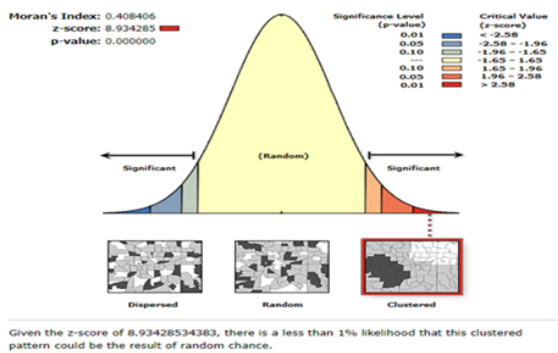 Moran's Index: 0.408406
z-score: 8.934285
p-value: 0.000000
Significance Level
(p-value)
Critical Value
(z-score)
0.01 < -2.58
0.05 -2.58 – -1.96
0.10 -1.96 – -1.65
--- -1.65 – 1.65
0.10 1.65 – 1.96
0.05 1.96 – 2.58
0.01 > 2.58
Significant
(Random)
Significant
Dispersed
Random
Clustered
Given the z-score of 8.93428534383, there is a less than 1% likelihood that this clustered
pattern could be the result of random chance.